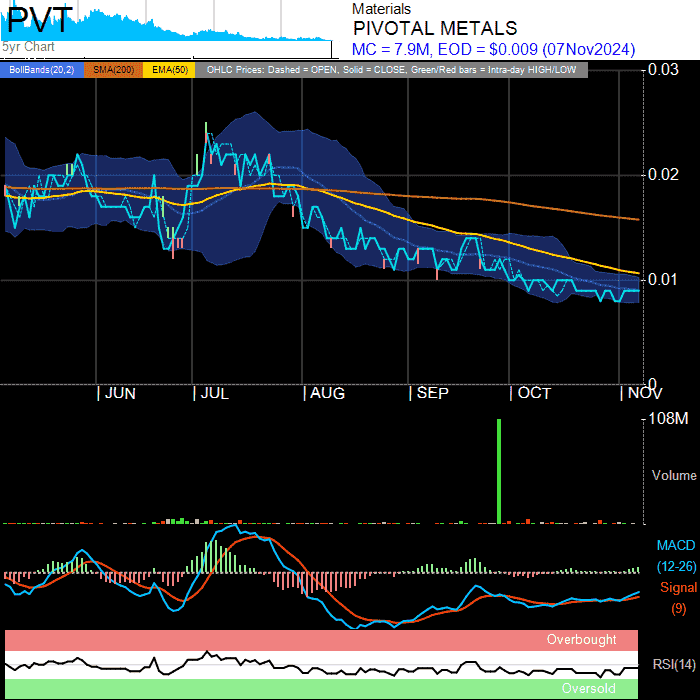 PVT
5yr Chart
Materials
PIVOTAL METALS
MC = 7.9M, EOD = $0.009 (07Nov2024)
BollBands(20,2) SMA(200) EMA(50) OHLC Prices: Dashed = OPEN, Solid = CLOSE, Green/Red bars = Intra-day HIGH/LOW
0.03
0.02
0.01
0
JUN JUL AUG SEP OCT NOV
108M
Volume
MACD
(12-26)
Signal
(9)
Overbought
RSI(14)
Oversold